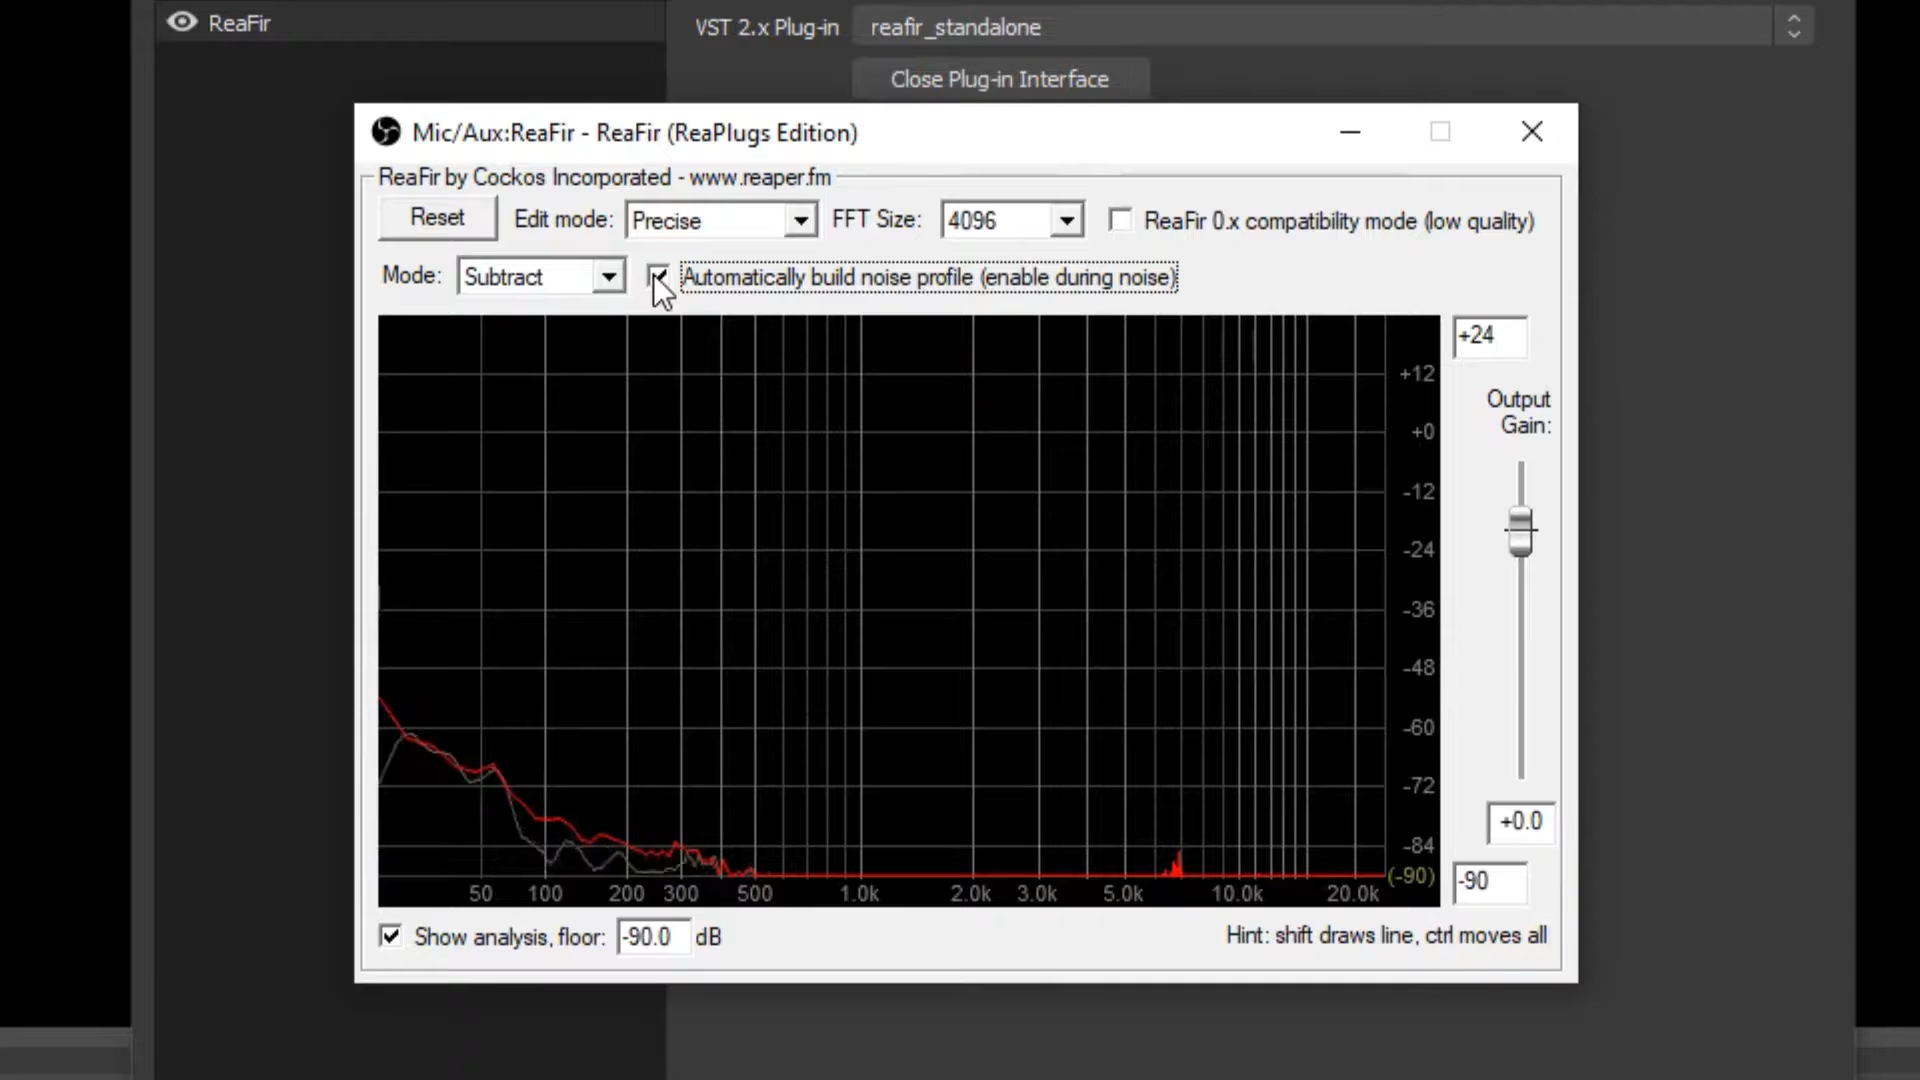 ReaFir
VST 2.x Plug-in reafir_standalone
Close Plug-in Interface
Mic/Aux:ReaFir - ReaFir (ReaPlugs Edition)
ReaFir by Cockos Incorporated - www.reaper.fm
Reset Edit mode: Precise FFT Size: 4096 ReaFir 0.x compatibility mode (low quality)
Mode: Subtract Automatically build noise profile (enable during noise)
+24
+12
Output
Gain:
+0
-12
-24
-36
-48
-60
-72
+0.0
-84
(-90)
-90
50 100 200 300 500 1.0k 2.0k 3.0k 5.0k 10.0k 20.0k
Show analysis, floor: -90.0 dB Hint: shift draws line, ctrl moves all